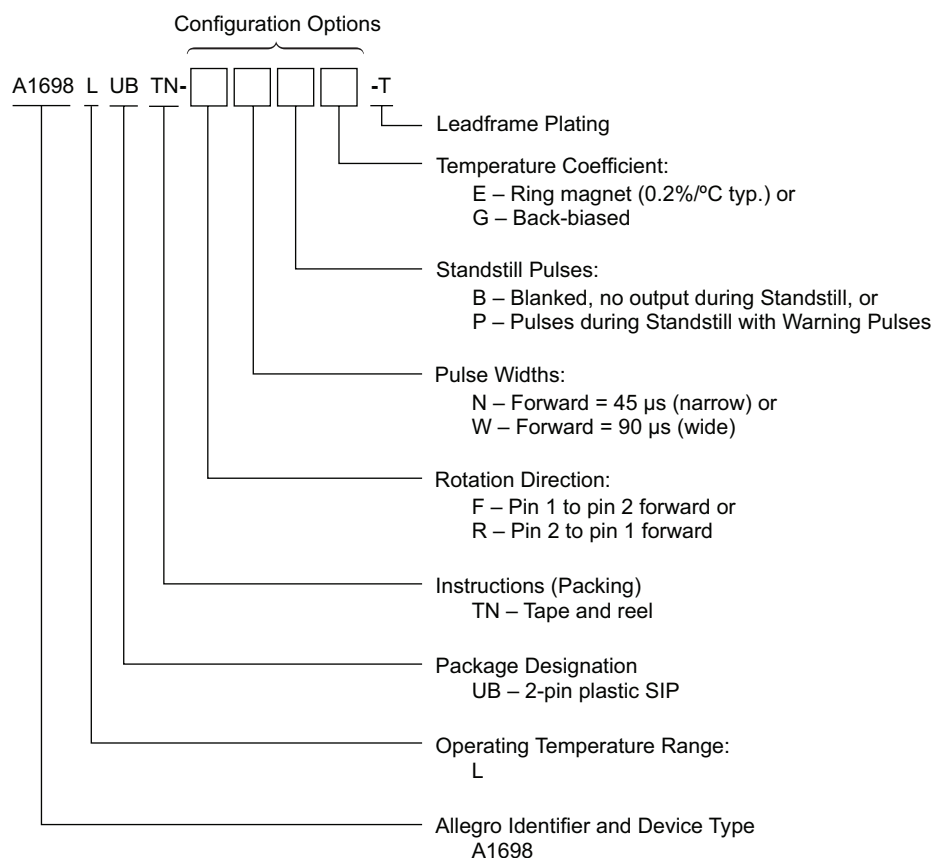 Configuration Options
A1698 L UB TN- -T
Leadframe Plating
Temperature Coefficient:
E – Ring magnet (0.2%/ºC typ.) or
G – Back-biased
Standstill Pulses:
B – Blanked, no output during Standstill, or
P – Pulses during Standstill with Warning Pulses
Pulse Widths:
N – Forward = 45 µs (narrow) or
W – Forward = 90 µs (wide)
Rotation Direction:
F – Pin 1 to pin 2 forward or
R – Pin 2 to pin 1 forward
Instructions (Packing)
TN – Tape and reel
Package Designation
UB – 2-pin plastic SIP
Operating Temperature Range:
L
Allegro Identifier and Device Type
A1698